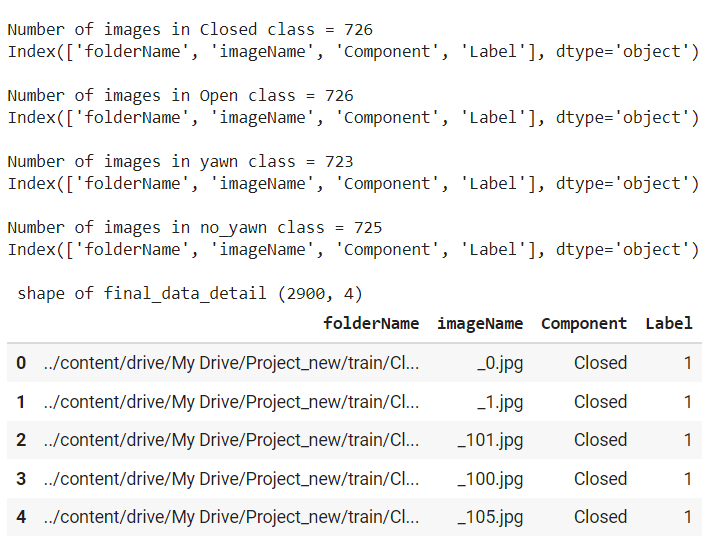 Number of images in Closed class = 726
Index(['folderName', 'imageName', 'Component', 'Label'], dtype='object')
Number of images in Open class = 726
Index(['folderName', 'imageName', 'Component', 'Label'], dtype='object')
Number of images in yawn class = 723
Index(['folderName', 'imageName', 'Component', 'Label'], dtype='object')
Number of images in no_yawn class = 725
Index(['folderName', 'imageName', 'Component', 'Label'], dtype='object')
shape of final_data_detail (2900, 4)
folderName imageName Component Label
0 ../content/drive/My Drive/Project_new/train/Cl... _0.jpg Closed 1
1 ../content/drive/My Drive/Project_new/train/Cl... _1.jpg Closed 1
2 ../content/drive/My Drive/Project_new/train/Cl... _101.jpg Closed 1
3 ../content/drive/My Drive/Project_new/train/Cl... _100.jpg Closed 1
4 ../content/drive/My Drive/Project_new/train/Cl... _105.jpg Closed 1